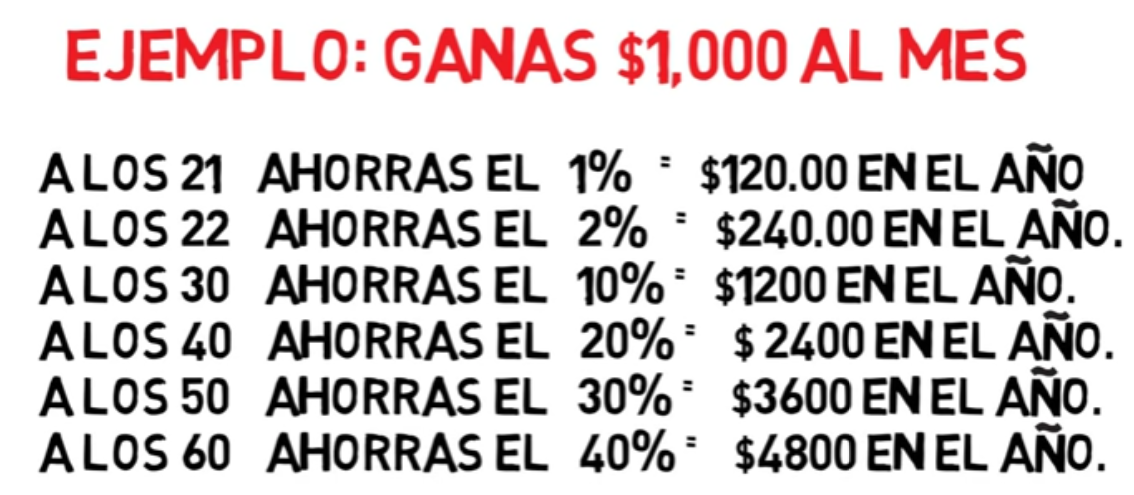 EJEMPLO: GANAS $1,000 AL MES
A LOS 21 AHORRAS EL 1% = $120.00 EN EL AÑO
A LOS 22 AHORRAS EL 2% = $240.00 EN EL AÑO.
A LOS 30 AHORRAS EL 10% = $1200 EN EL AÑO.
A LOS 40 AHORRAS EL 20% = $ 2400 EN EL AÑO.
A LOS 50 AHORRAS EL 30% = $3600 EN EL AÑO.
A LOS 60 AHORRAS EL 40% = $4800 EN EL AÑO.